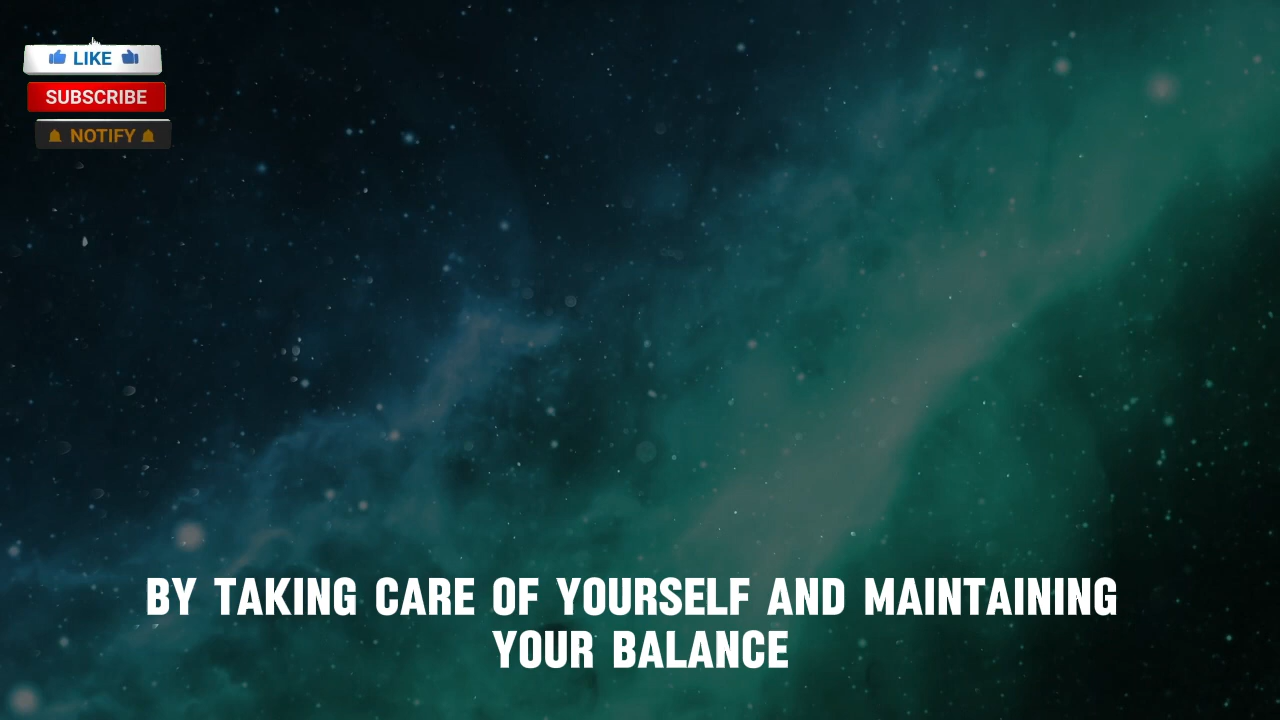 LIKE
SUBSCRIBE
NOTIFY
BY TAKING CARE OF YOURSELF AND MAINTAINING
YOUR BALANCE